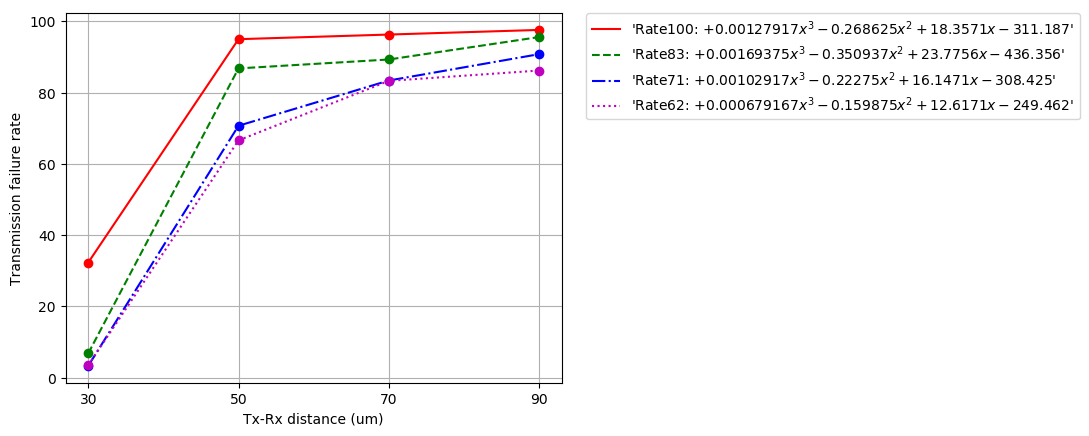 100
80
60
40
20
0
Transmission failure rate
30 50 70 90
Tx-Rx distance (um)
'Rate100: +0.00127917x³ − 0.268625x² + 18.3571x − 311.187'
'Rate83: +0.00169375x³ − 0.350937x² + 23.7756x − 436.356'
'Rate71: +0.00102917x³ − 0.22275x² + 16.1471x − 308.425'
'Rate62: +0.000679167x³ − 0.159875x² + 12.6171x − 249.462'